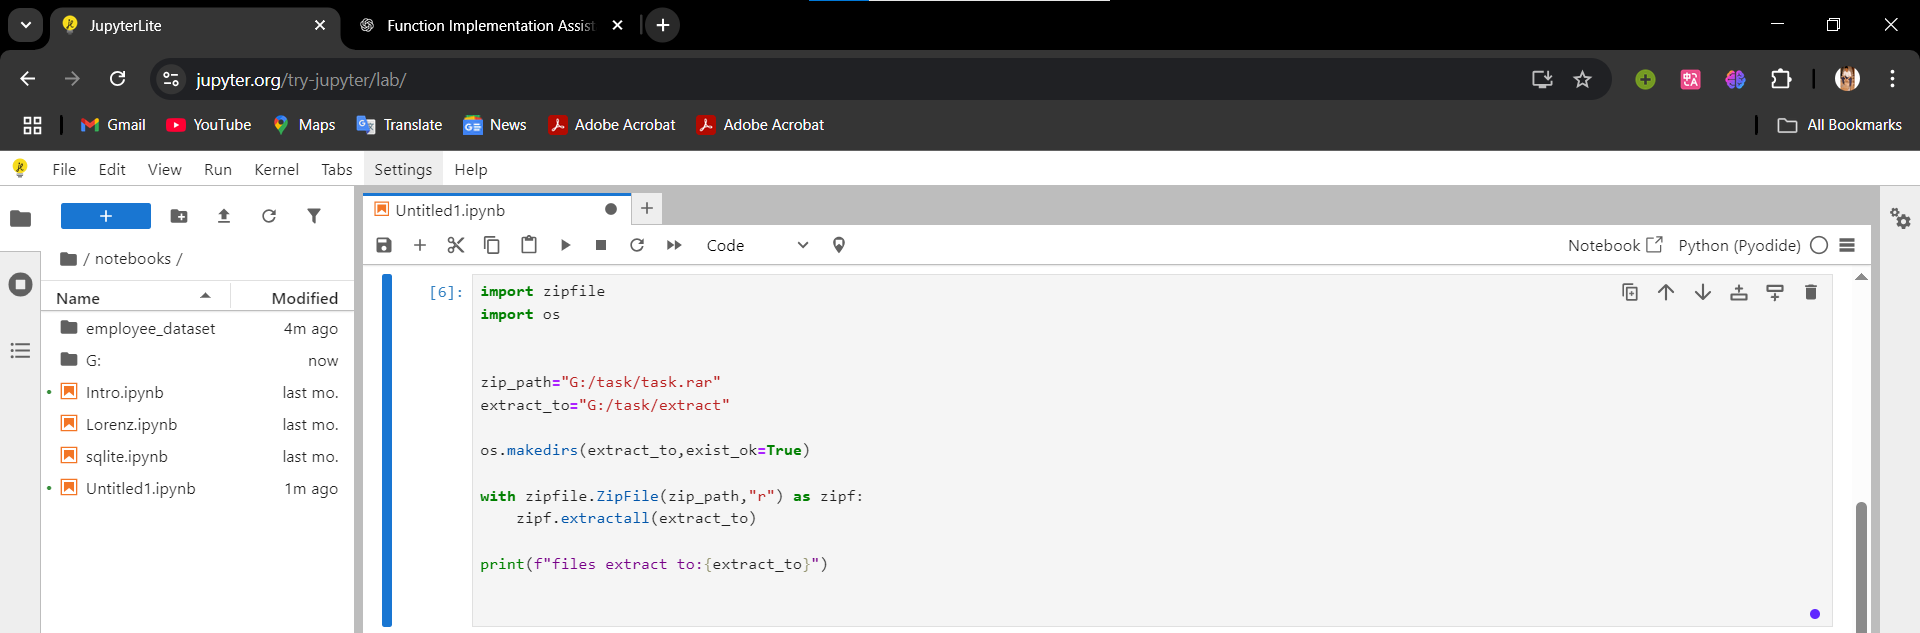 JupyterLite
Function Implementation Assis
jupyter.org/try-jupyter/lab/
Gmail
YouTube
Maps
Translate
News
Adobe Acrobat
Adobe Acrobat
All Bookmarks
File Edit View Run Kernel Tabs Settings Help
/ notebooks /
Name Modified
employee_dataset 4m ago
G: now
Intro.ipynb last mo.
Lorenz.ipynb last mo.
sqlite.ipynb last mo.
Untitled1.ipynb 1m ago
Untitled1.ipynb
Code
Notebook
Python (Pyodide)
[6]:
import zipfile
import os
zip_path="G:/task/task.rar"
extract_to="G:/task/extract"
os.makedirs(extract_to,exist_ok=True)
with zipfile.ZipFile(zip_path,"r") as zipf:
    zipf.extractall(extract_to)
print(f"files extract to:{extract_to}")